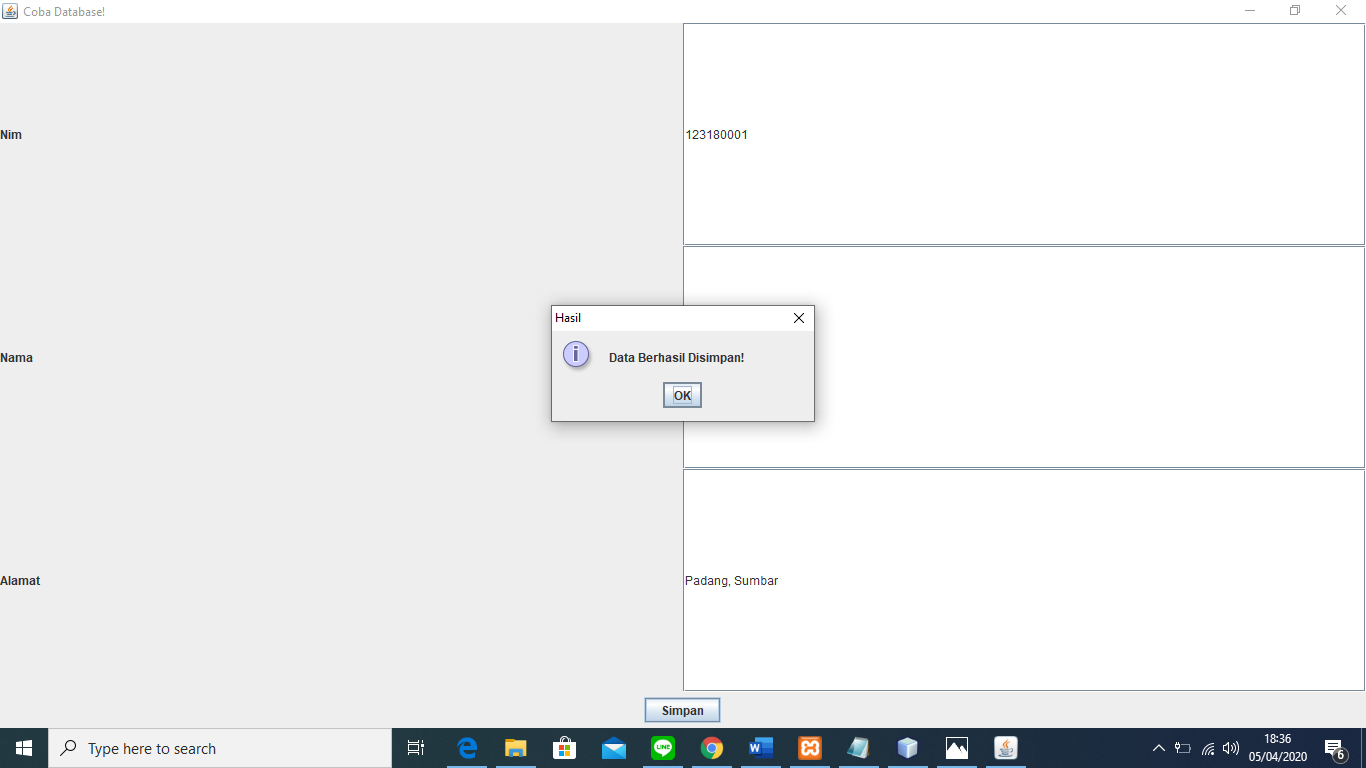 Coba Database!
Nim
123180001
Hasil
Nama
Data Berhasil Disimpan!
OK
Alamat
Padang, Sumbar
Simpan
Type here to search
LINE
18:36
05/04/2020
6